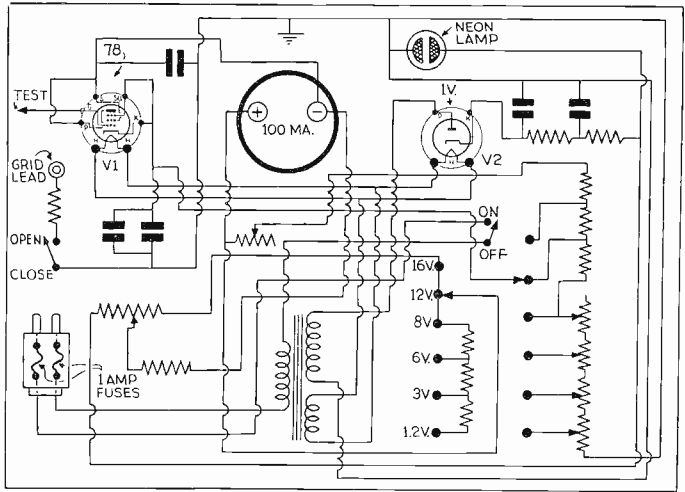 NEON
LAMP
78
1V.
TEST
S
SU
P
K
H
H
V1
+
−
100 MA.
P
K
H
H
V2
GRID
LEAD
OPEN
CLOSE
ON
OFF
16V.
12V.
8V
6V.
3V
1.2V.
1 AMP
FUSES